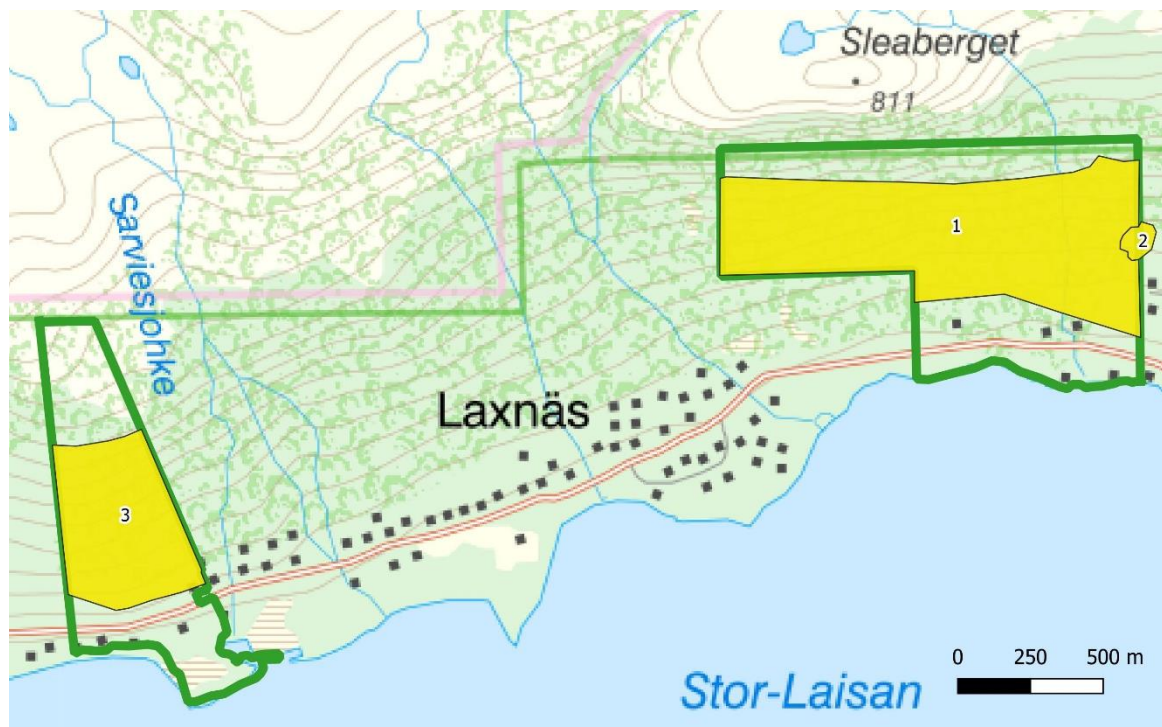 Sleaberget
811
Sarviesjohke
1
2
Laxnäs
3
0 250 500 m
Stor-Laisan